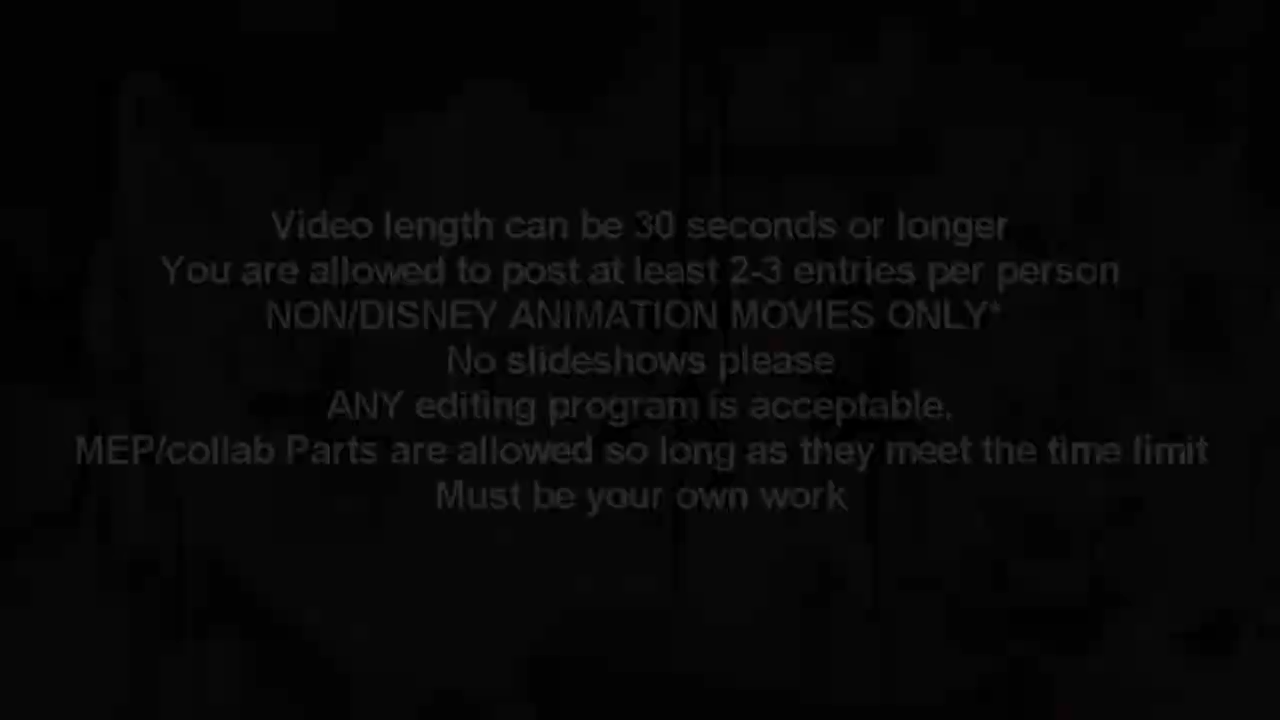 Video length can be 30 seconds or longer
You are allowed to post at least 2-3 entries per person
NON/DISNEY ANIMATION MOVIES ONLY*
No slideshows please
ANY editing program is acceptable.
MEP/collab Parts are allowed so long as they meet the time limit
Must be your own work